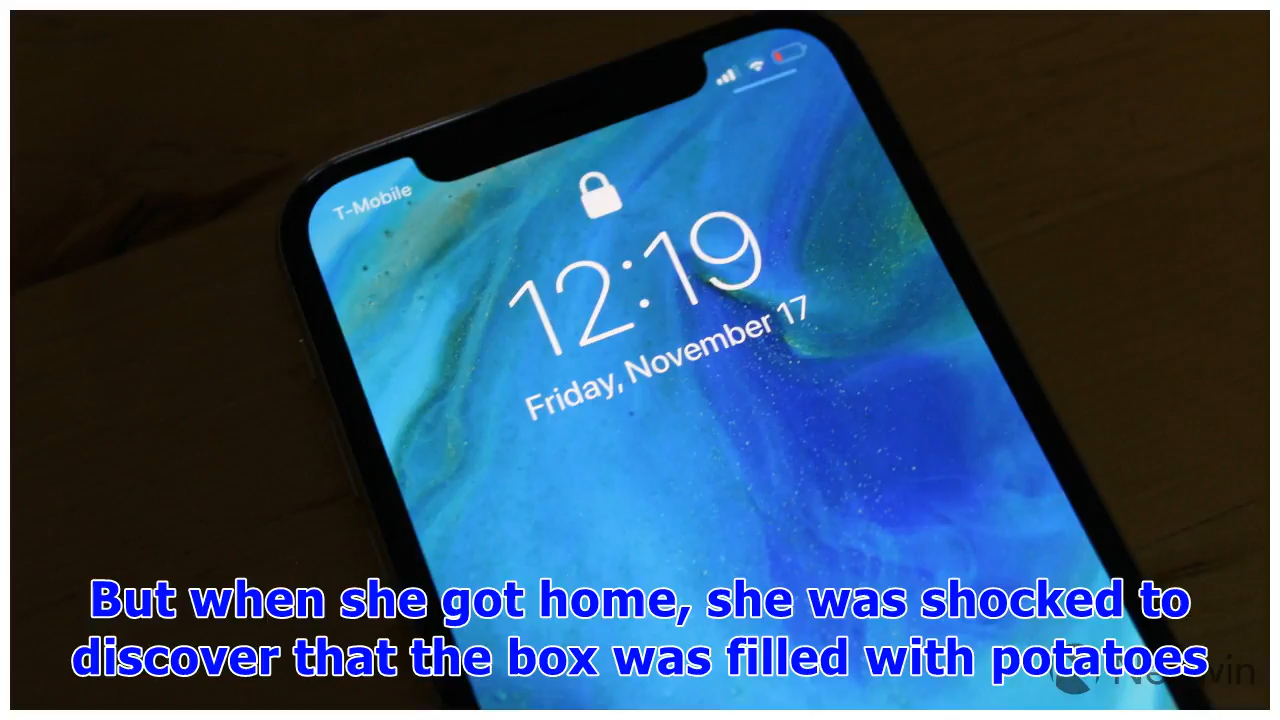 T-Mobile
12:19
Friday, November 17
But when she got home, she was shocked to
discover that the box was filled with potatoes